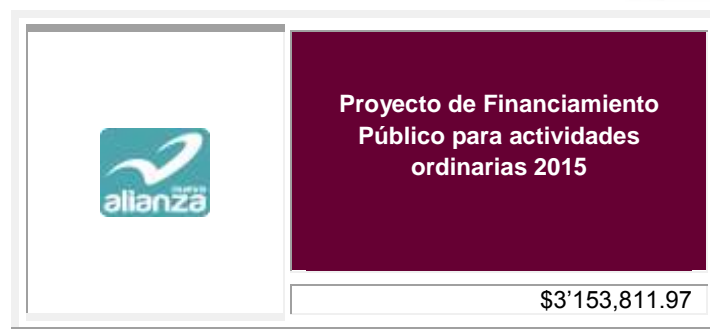 Proyecto de Financiamiento
Público para actividades
ordinarias 2015
nueva
alianza
$3’153,811.97